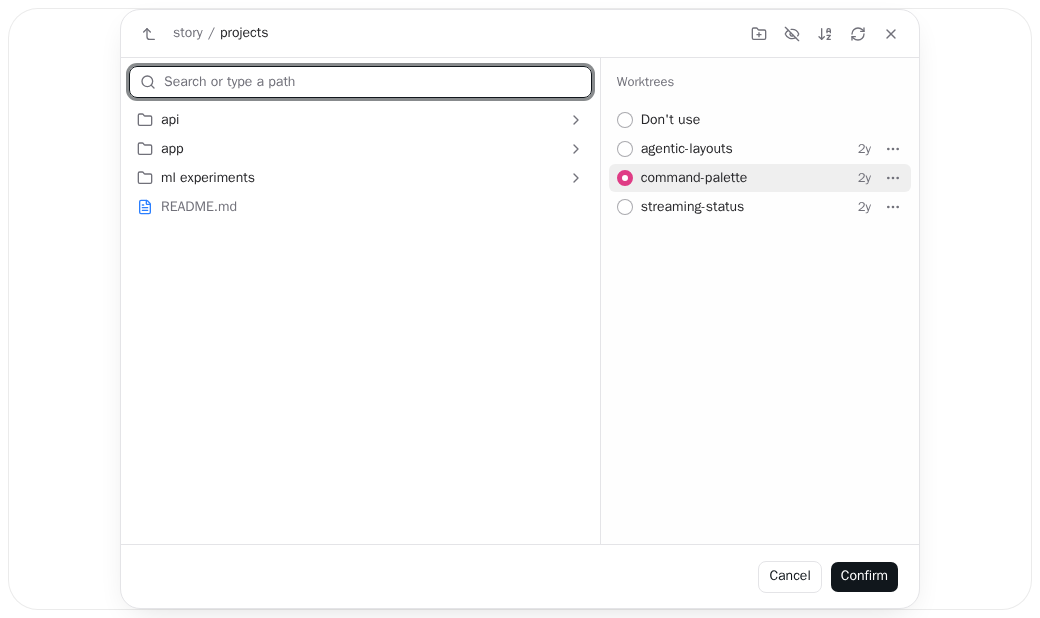 story / projects
Search or type a path
api
app
ml experiments
README.md
Worktrees
Don't use
agentic-layouts 2y
command-palette 2y
streaming-status 2y
Cancel
Confirm